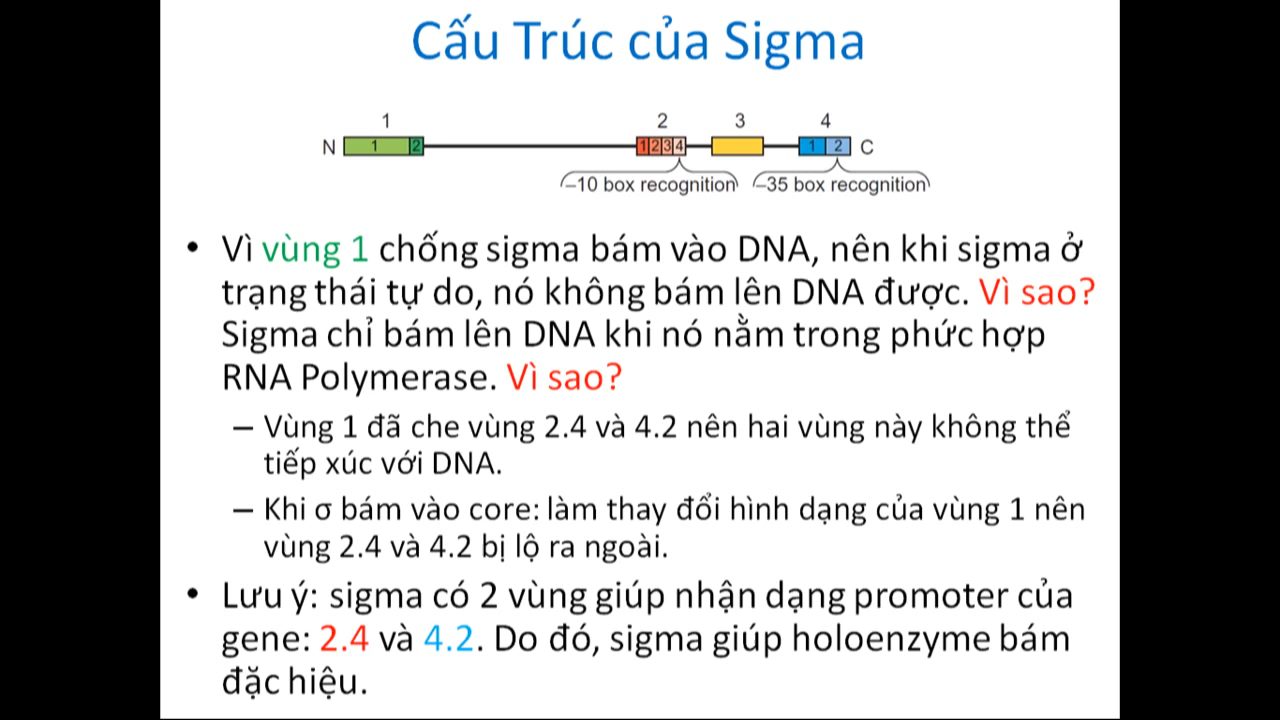 Cấu Trúc của Sigma
1 2 3 4
N 1 2 1 2 3 4 1 2 C
–10 box recognition –35 box recognition
• Vì vùng 1 chống sigma bám vào DNA, nên khi sigma ở
trạng thái tự do, nó không bám lên DNA được. Vì sao?
Sigma chỉ bám lên DNA khi nó nằm trong phức hợp
RNA Polymerase. Vì sao?
– Vùng 1 đã che vùng 2.4 và 4.2 nên hai vùng này không thể
tiếp xúc với DNA.
– Khi σ bám vào core: làm thay đổi hình dạng của vùng 1 nên
vùng 2.4 và 4.2 bị lộ ra ngoài.
• Lưu ý: sigma có 2 vùng giúp nhận dạng promoter của
gene: 2.4 và 4.2. Do đó, sigma giúp holoenzyme bám
đặc hiệu.